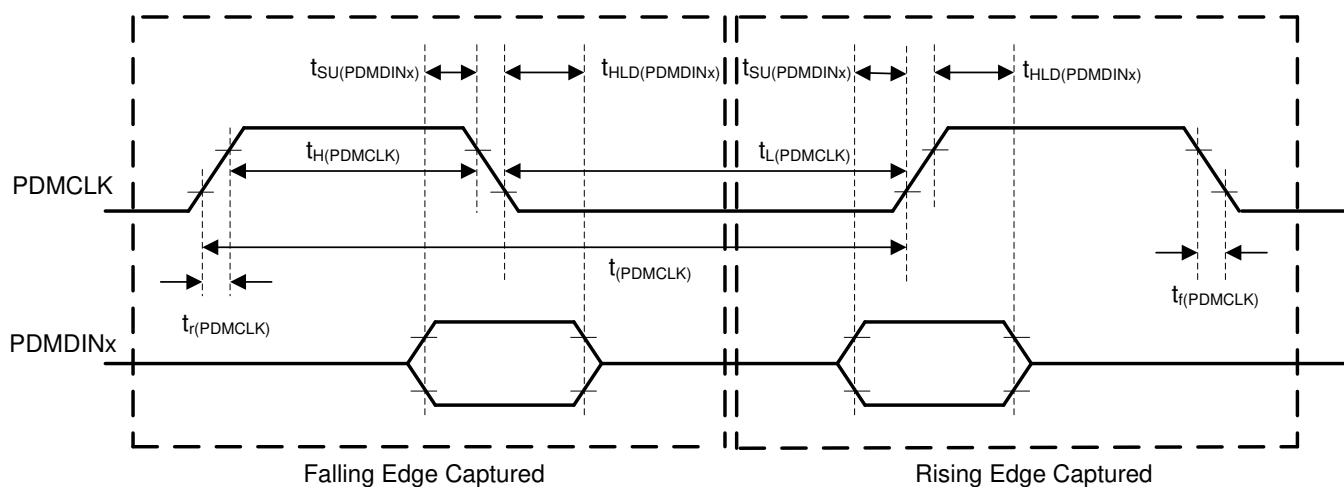 tSU(PDMDINx) tHLD(PDMDINx) tSU(PDMDINx) tHLD(PDMDINx)
tH(PDMCLK) tL(PDMCLK)
PDMCLK
t(PDMCLK)
tr(PDMCLK) tf(PDMCLK)
PDMDINx
Falling Edge Captured Rising Edge Captured